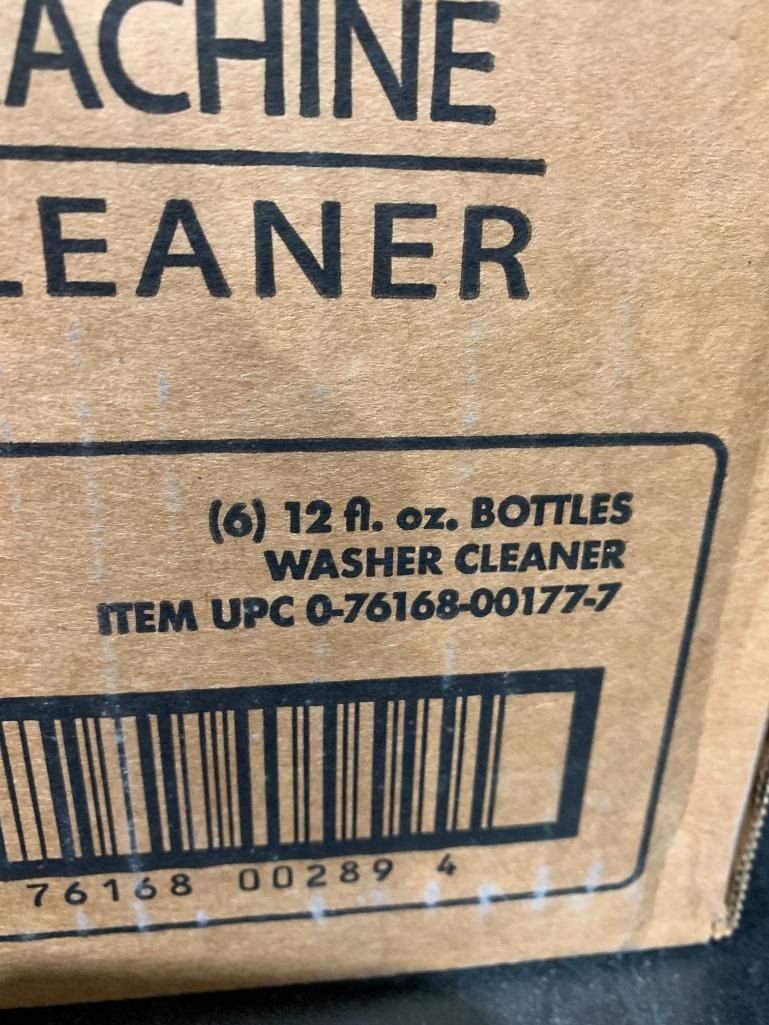 ACHINE
LEANER
(6) 12 fl. oz. BOTTLES
WASHER CLEANER
ITEM UPC 0-76168-00177-7
76168 00289 4